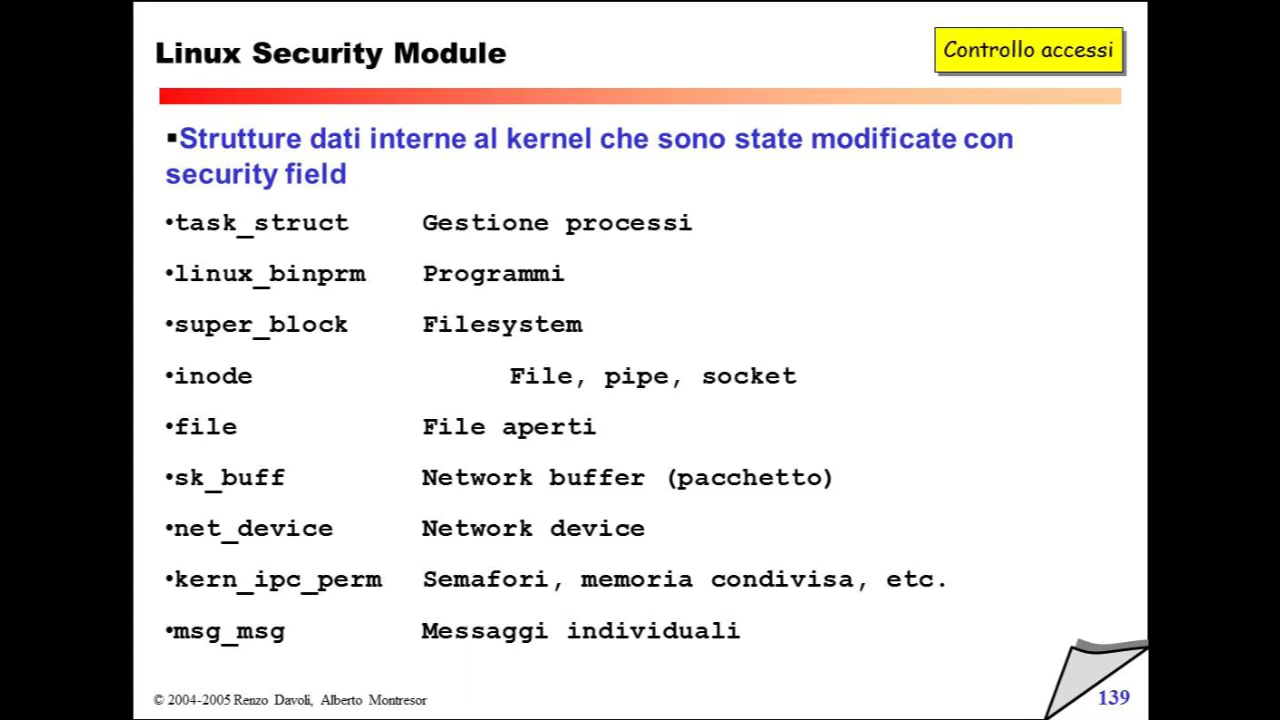 Linux Security Module
Controllo accessi
▪Strutture dati interne al kernel che sono state modificate con
security field
•task_struct Gestione processi
•linux_binprm Programmi
•super_block Filesystem
•inode File, pipe, socket
•file File aperti
•sk_buff Network buffer (pacchetto)
•net_device Network device
•kern_ipc_perm Semafori, memoria condivisa, etc.
•msg_msg Messaggi individuali
© 2004-2005 Renzo Davoli, Alberto Montresor
139